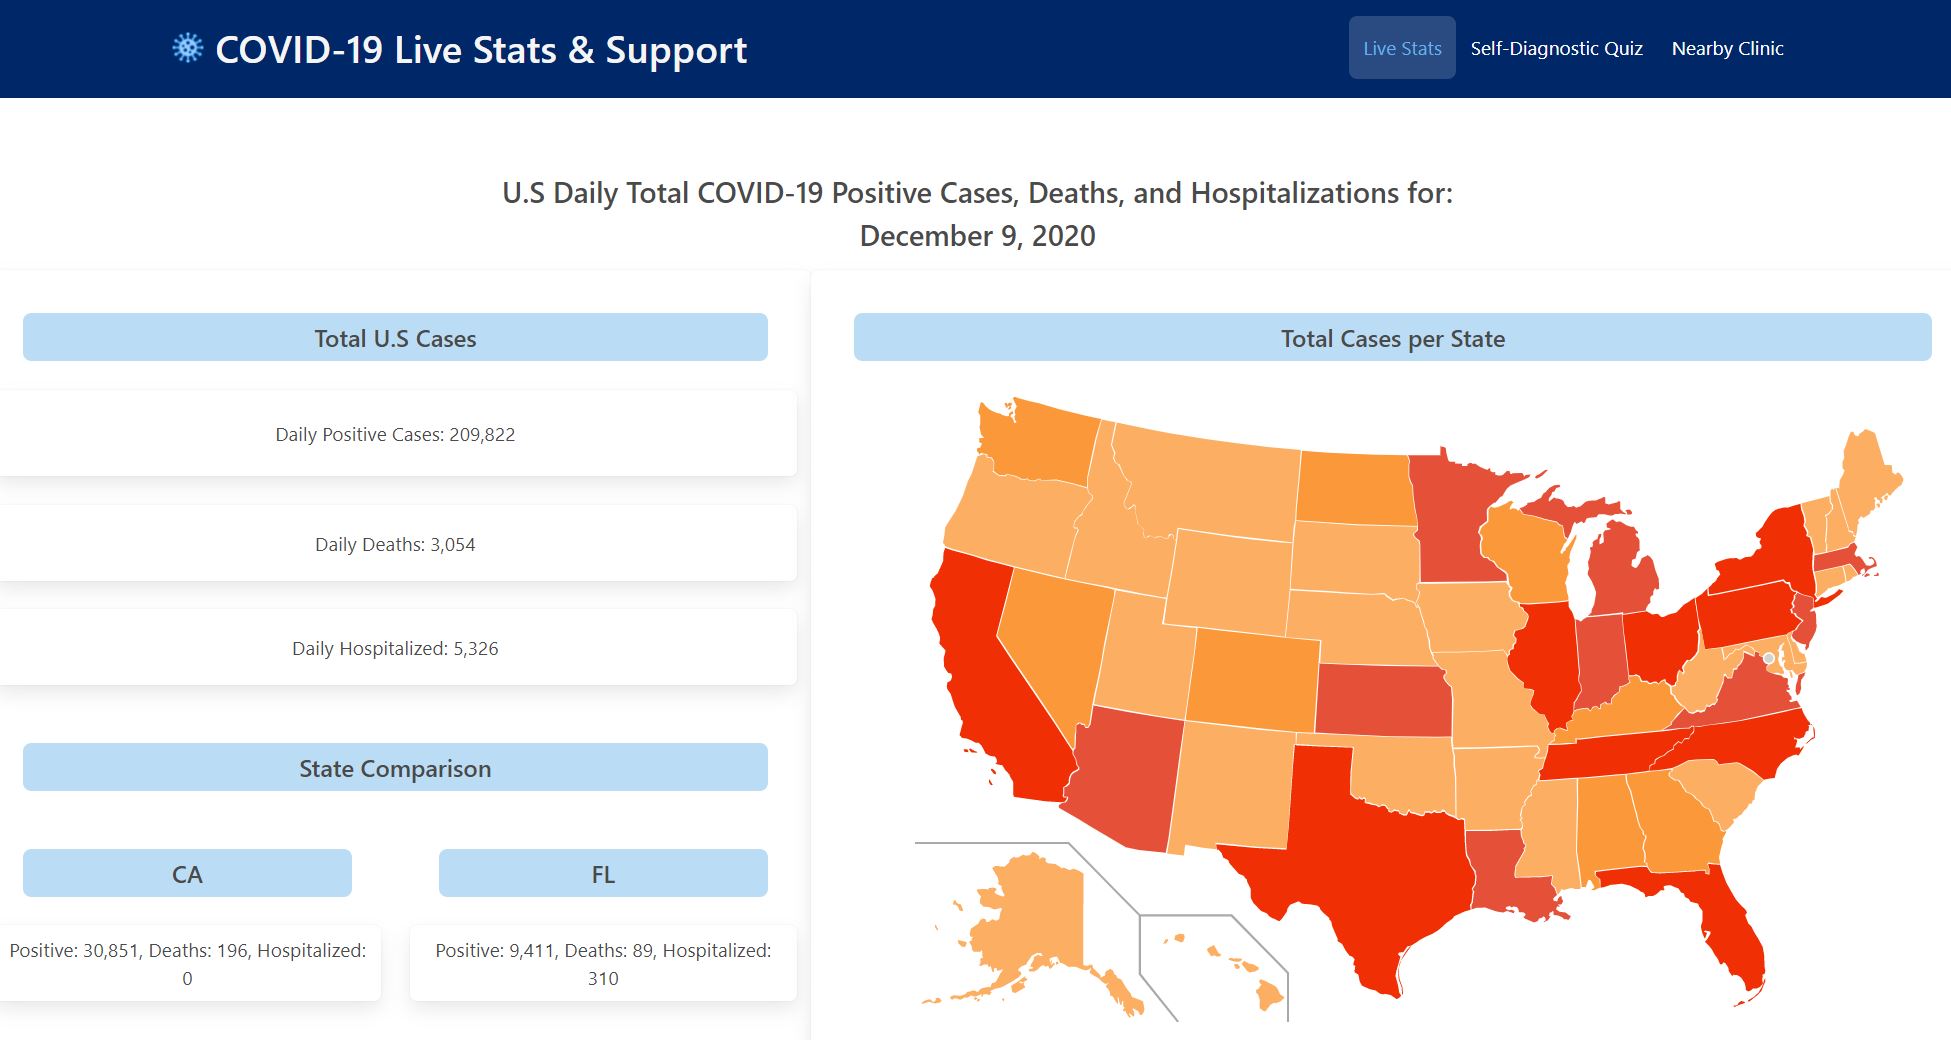 COVID-19 Live Stats & Support
Live Stats
Self-Diagnostic Quiz
Nearby Clinic
U.S Daily Total COVID-19 Positive Cases, Deaths, and Hospitalizations for:
December 9, 2020
Total U.S Cases
Daily Positive Cases: 209,822
Daily Deaths: 3,054
Daily Hospitalized: 5,326
State Comparison
CA
Positive: 30,851, Deaths: 196, Hospitalized:
0
FL
Positive: 9,411, Deaths: 89, Hospitalized:
310
Total Cases per State